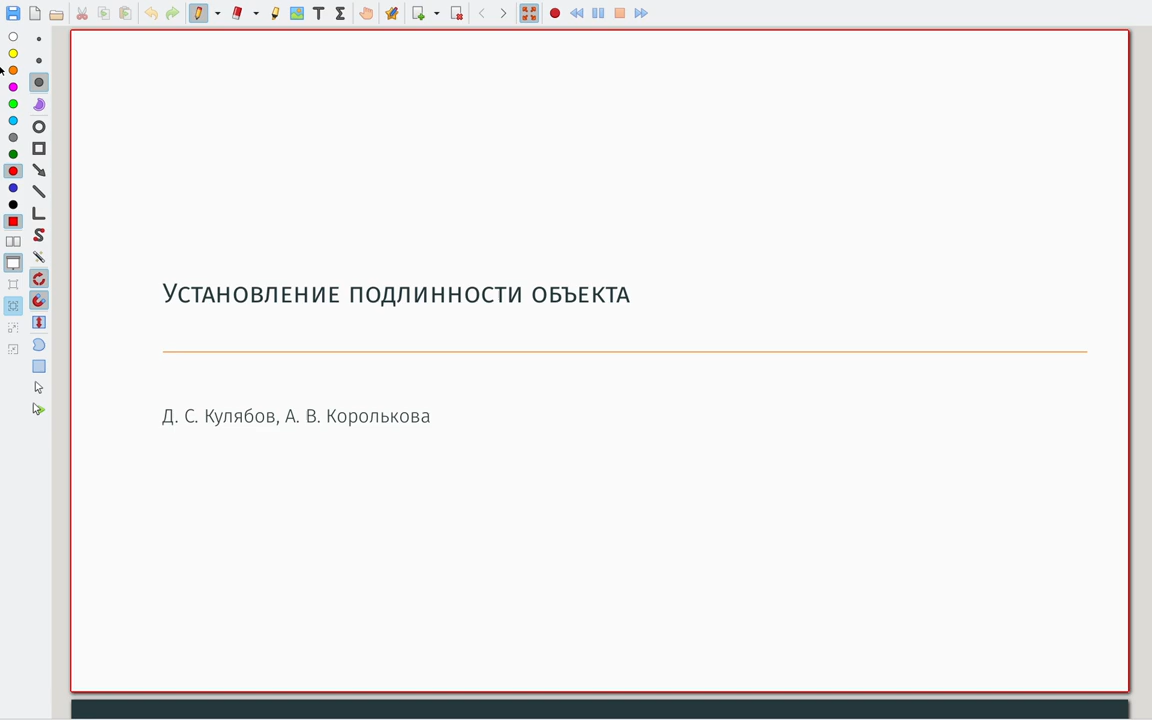 Установление подлинности объекта
Д. С. Кулябов, А. В. Королькова